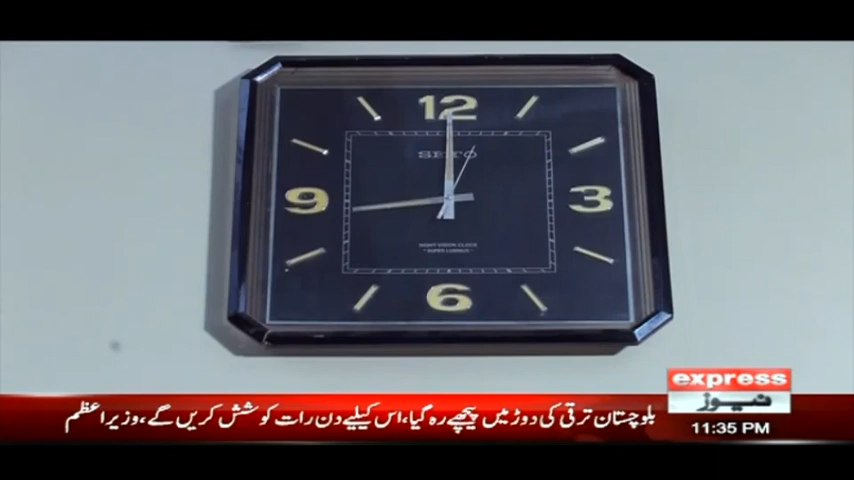 12
SEIKO
9
3
NIGHT VISION CLOCK
"SUPER LUMINUX"
6
express
نیوز
بلوچستان ترقی کی دوڑ میں پیچھے رہ گیا، اس کیلیے دن رات کوشش کریں گے، وزیراعظم
11:35 PM